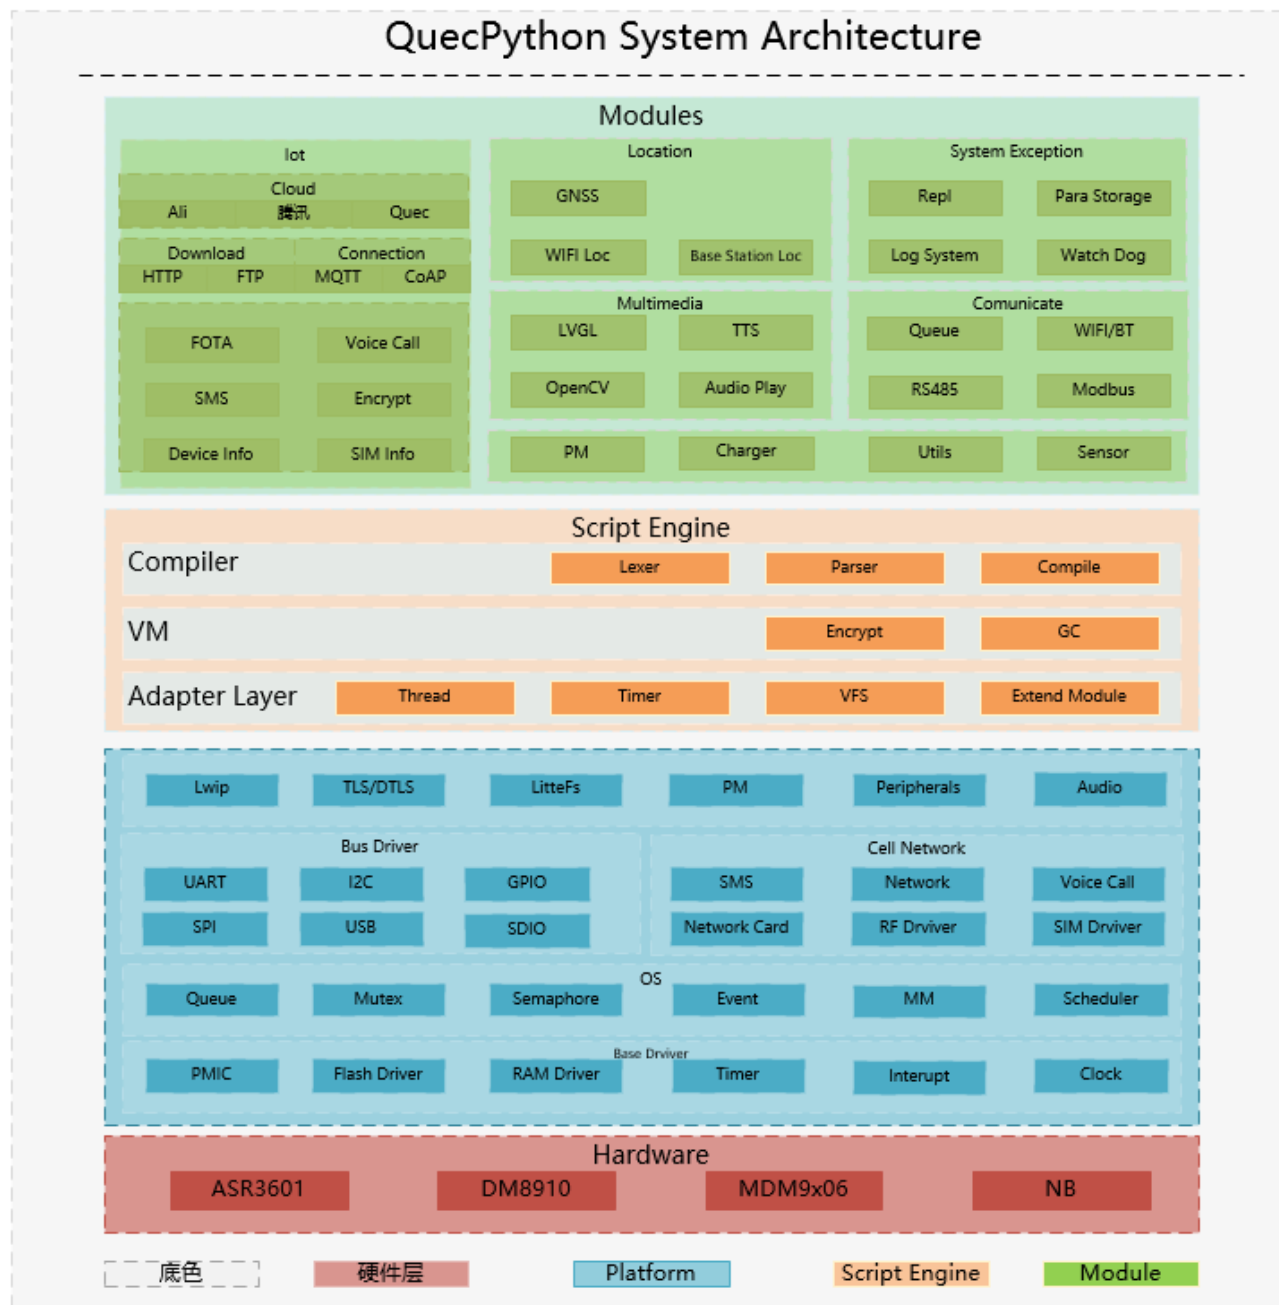 QuecPython System Architecture
Modules
Iot
Cloud
Ali 腾讯 Quec
Download Connection
HTTP FTP MQTT CoAP
FOTA Voice Call
SMS Encrypt
Device Info SIM Info
Location
GNSS
WIFI Loc Base Station Loc
System Exception
Repl Para Storage
Log System Watch Dog
Multimedia
LVGL TTS
OpenCV Audio Play
Comunicate
Queue WIFI/BT
RS485 Modbus
PM Charger Utils Sensor
Script Engine
Compiler Lexer Parser Compile
VM Encrypt GC
Adapter Layer Thread Timer VFS Extend Module
Lwip TLS/DTLS LitteFs PM Peripherals Audio
Bus Driver
UART I2C GPIO
SPI USB SDIO
Cell Network
SMS Network Voice Call
Network Card RF Drviver SIM Drviver
OS
Queue Mutex Semaphore Event MM Scheduler
Base Drviver
PMIC Flash Driver RAM Driver Timer Interupt Clock
Hardware
ASR3601 DM8910 MDM9x06 NB
底色 硬件层 Platform Script Engine Module